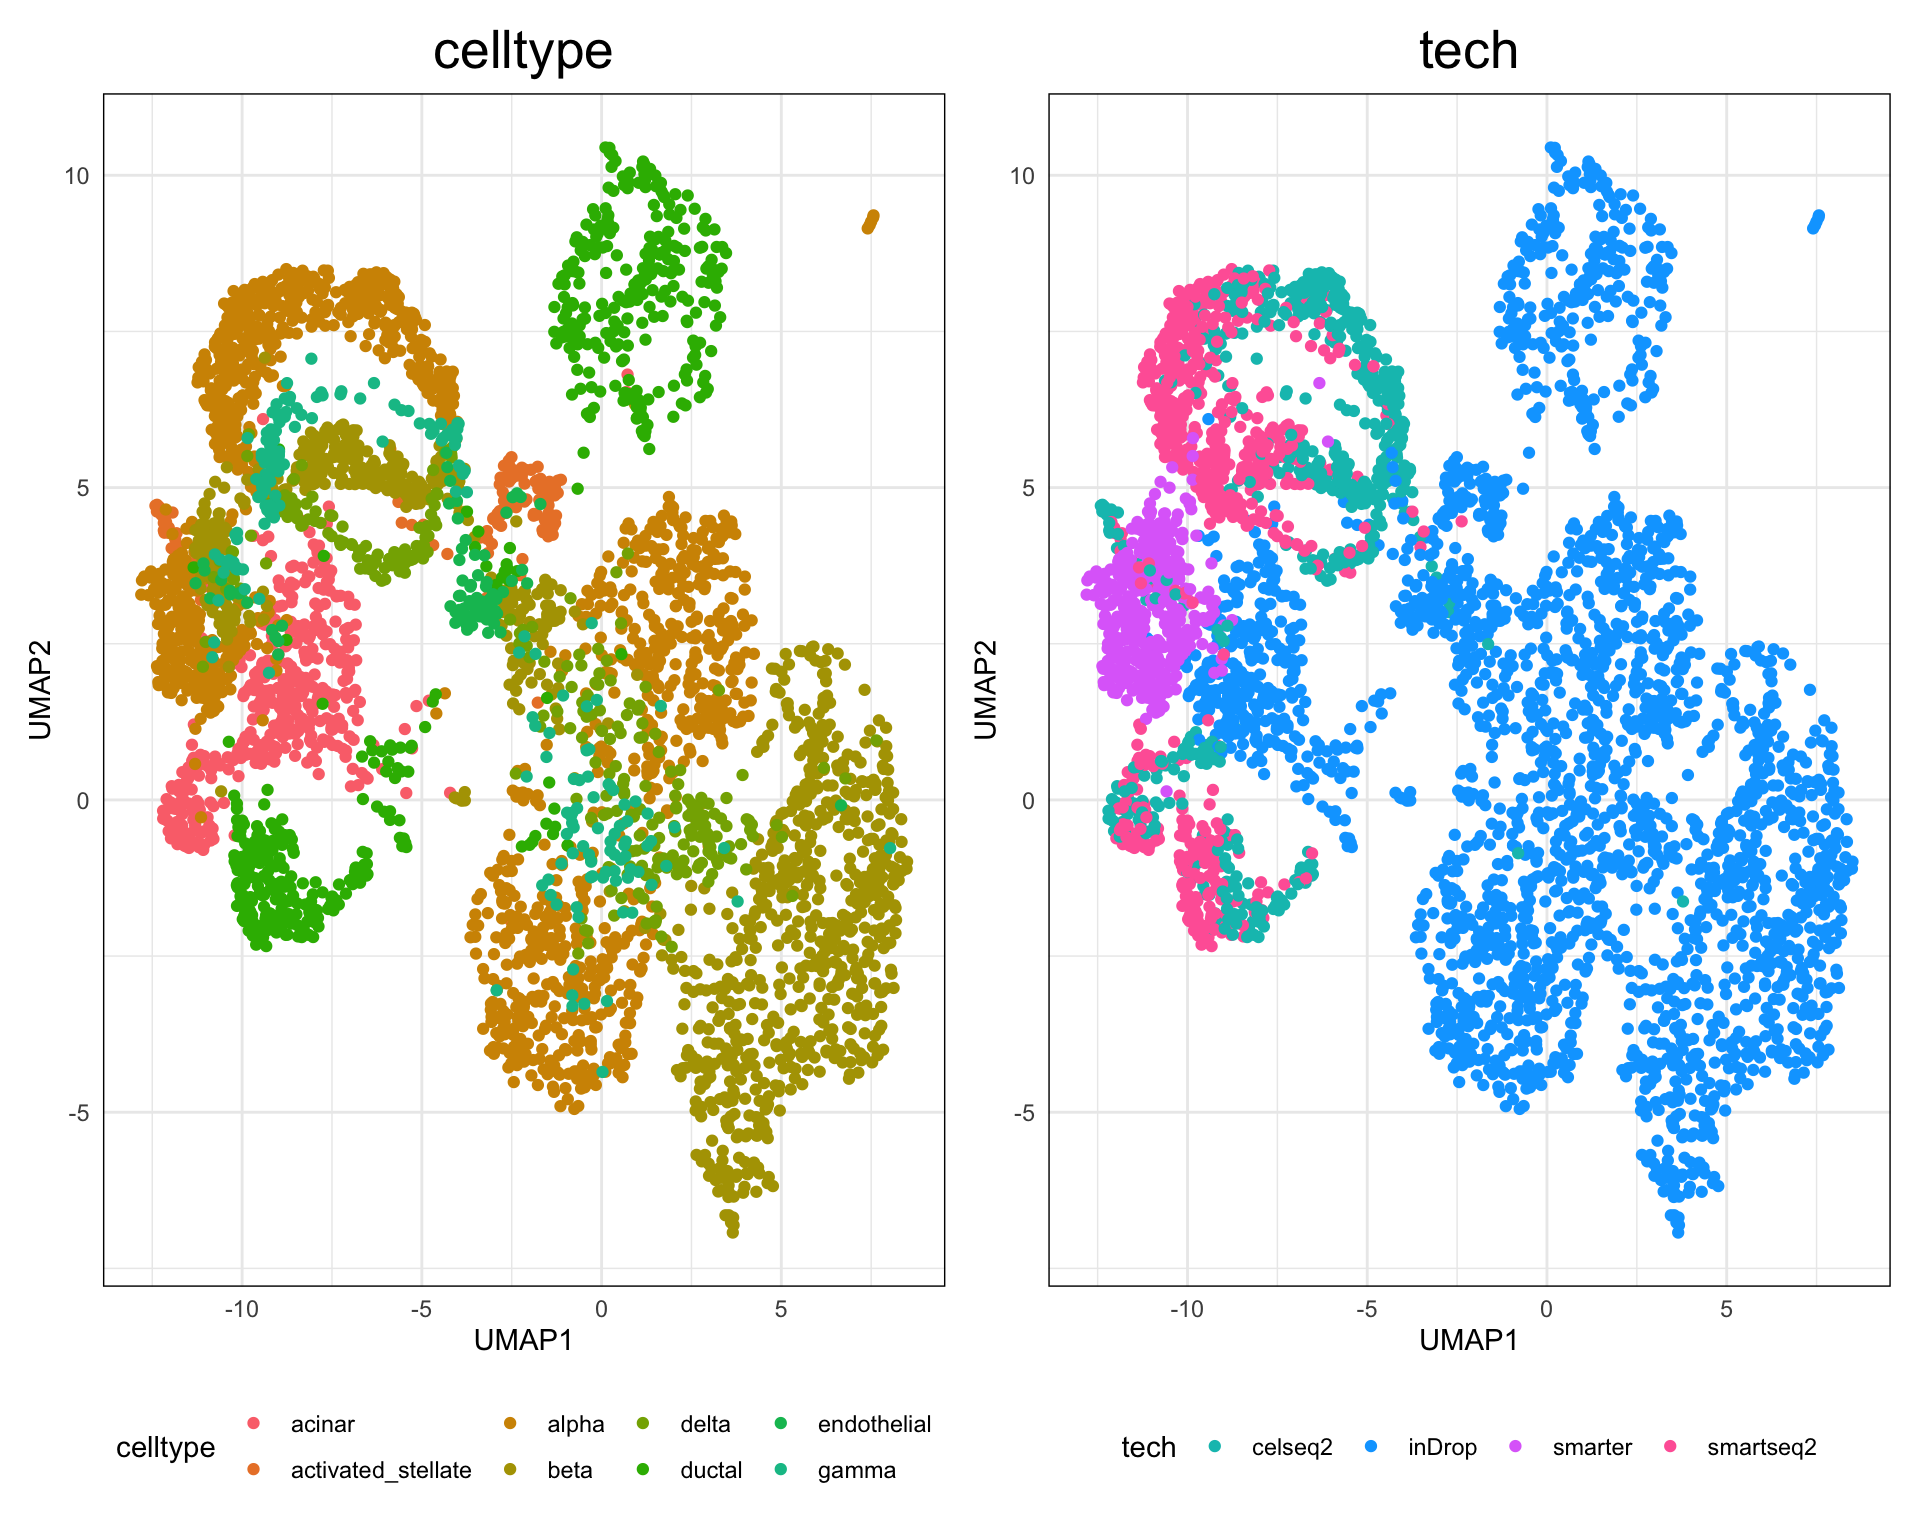 celltype
tech
10
5
0
-5
UMAP2
-10
-5
0
5
UMAP1
10
5
0
-5
UMAP2
-10
-5
0
5
UMAP1
celltype
acinar
alpha
delta
endothelial
activated_stellate
beta
ductal
gamma
tech
celseq2
inDrop
smarter
smartseq2